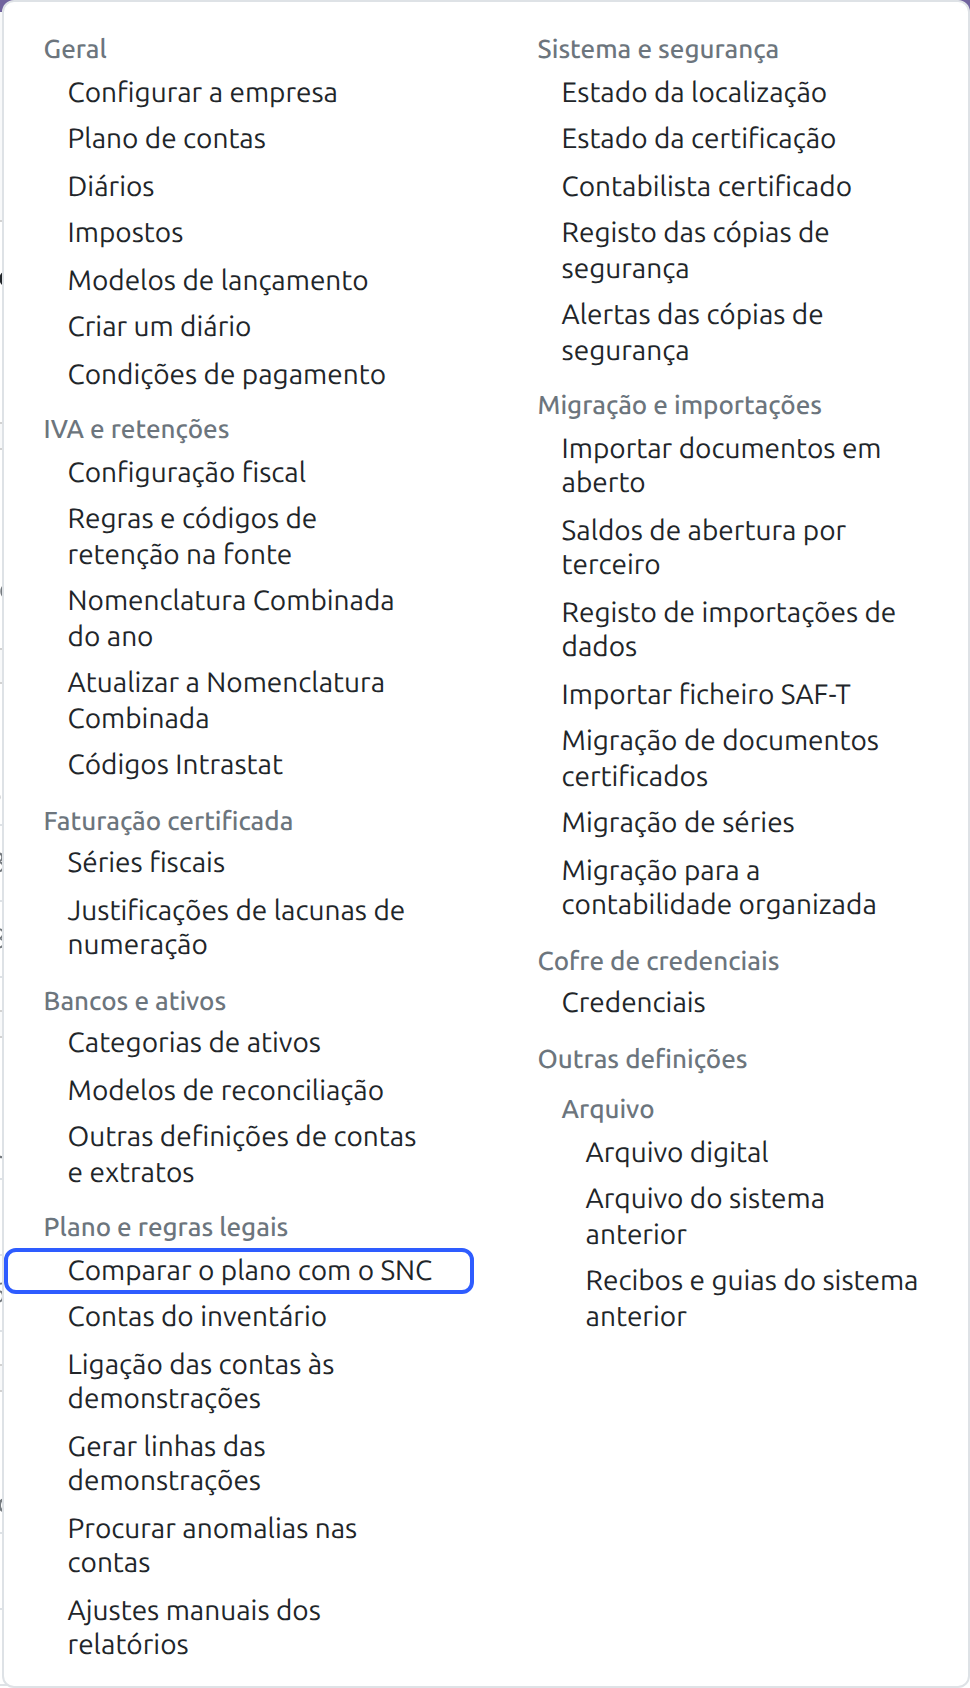 Geral
Configurar a empresa
Plano de contas
Diários
Impostos
Modelos de lançamento
Criar um diário
Condições de pagamento
IVA e retenções
Configuração fiscal
Regras e códigos de
retenção na fonte
Nomenclatura Combinada
do ano
Atualizar a Nomenclatura
Combinada
Códigos Intrastat
Faturação certificada
Séries fiscais
Justificações de lacunas de
numeração
Bancos e ativos
Categorias de ativos
Modelos de reconciliação
Outras definições de contas
e extratos
Plano e regras legais
Comparar o plano com o SNC
Contas do inventário
Ligação das contas às
demonstrações
Gerar linhas das
demonstrações
Procurar anomalias nas
contas
Ajustes manuais dos
relatórios
Sistema e segurança
Estado da localização
Estado da certificação
Contabilista certificado
Registo das cópias de
segurança
Alertas das cópias de
segurança
Migração e importações
Importar documentos em
aberto
Saldos de abertura por
terceiro
Registo de importações de
dados
Importar ficheiro SAF-T
Migração de documentos
certificados
Migração de séries
Migração para a
contabilidade organizada
Cofre de credenciais
Credenciais
Outras definições
Arquivo
Arquivo digital
Arquivo do sistema
anterior
Recibos e guias do sistema
anterior